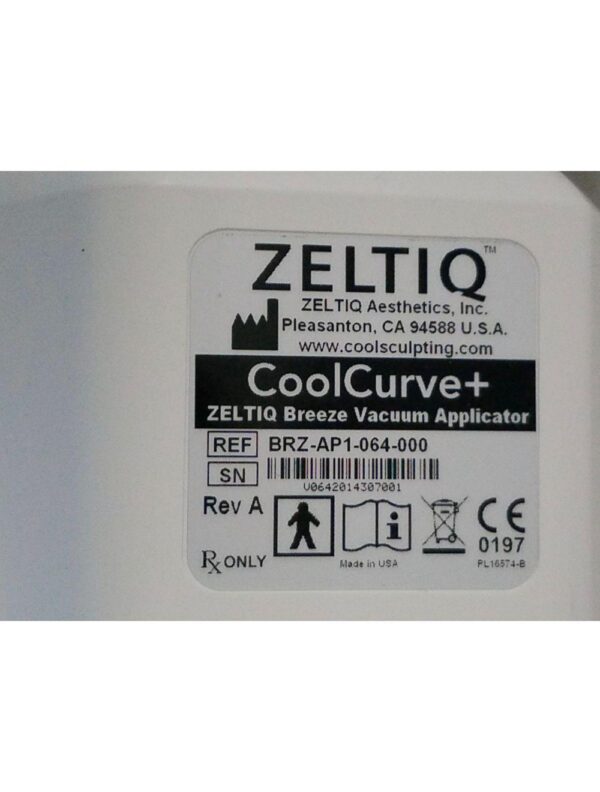 ZELTIQ™
ZELTIQ Aesthetics, Inc.
Pleasanton, CA 94588 U.S.A.
www.coolsculpting.com
CoolCurve+
ZELTIQ Breeze Vacuum Applicator
REF BRZ-AP1-064-000
SN
V0642014307001
Rev A
i
CE
0197
Rx ONLY
Made in USA
PL16574-B